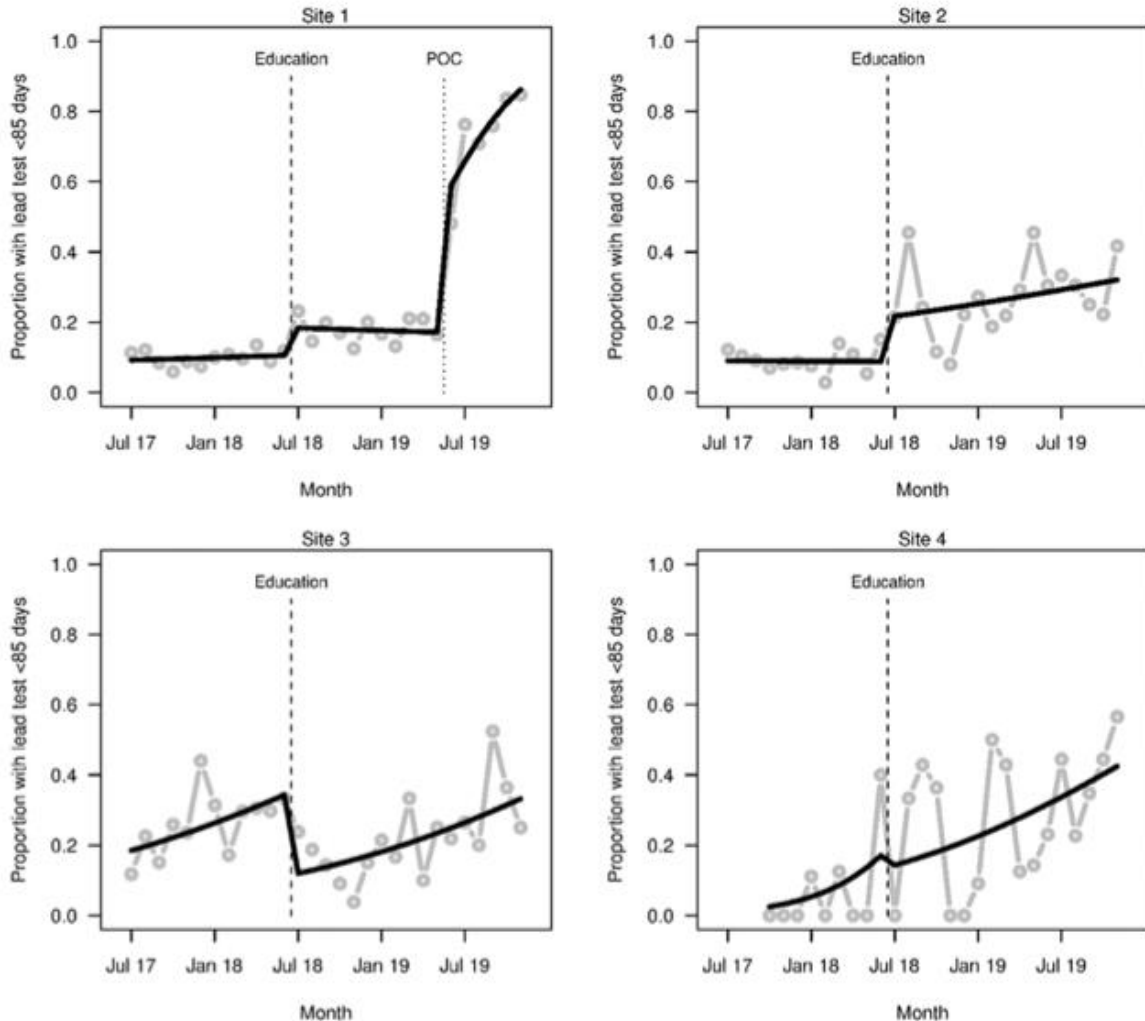 Site 1
Education
POC
Proportion with lead test <85 days
1.0
0.8
0.6
0.4
0.2
0.0
Jul 17 Jan 18 Jul 18 Jan 19 Jul 19
Month
Site 2
Education
Proportion with lead test <85 days
1.0
0.8
0.6
0.4
0.2
0.0
Jul 17 Jan 18 Jul 18 Jan 19 Jul 19
Month
Site 3
Education
Proportion with lead test <85 days
1.0
0.8
0.6
0.4
0.2
0.0
Jul 17 Jan 18 Jul 18 Jan 19 Jul 19
Month
Site 4
Education
Proportion with lead test <85 days
1.0
0.8
0.6
0.4
0.2
0.0
Jul 17 Jan 18 Jul 18 Jan 19 Jul 19
Month